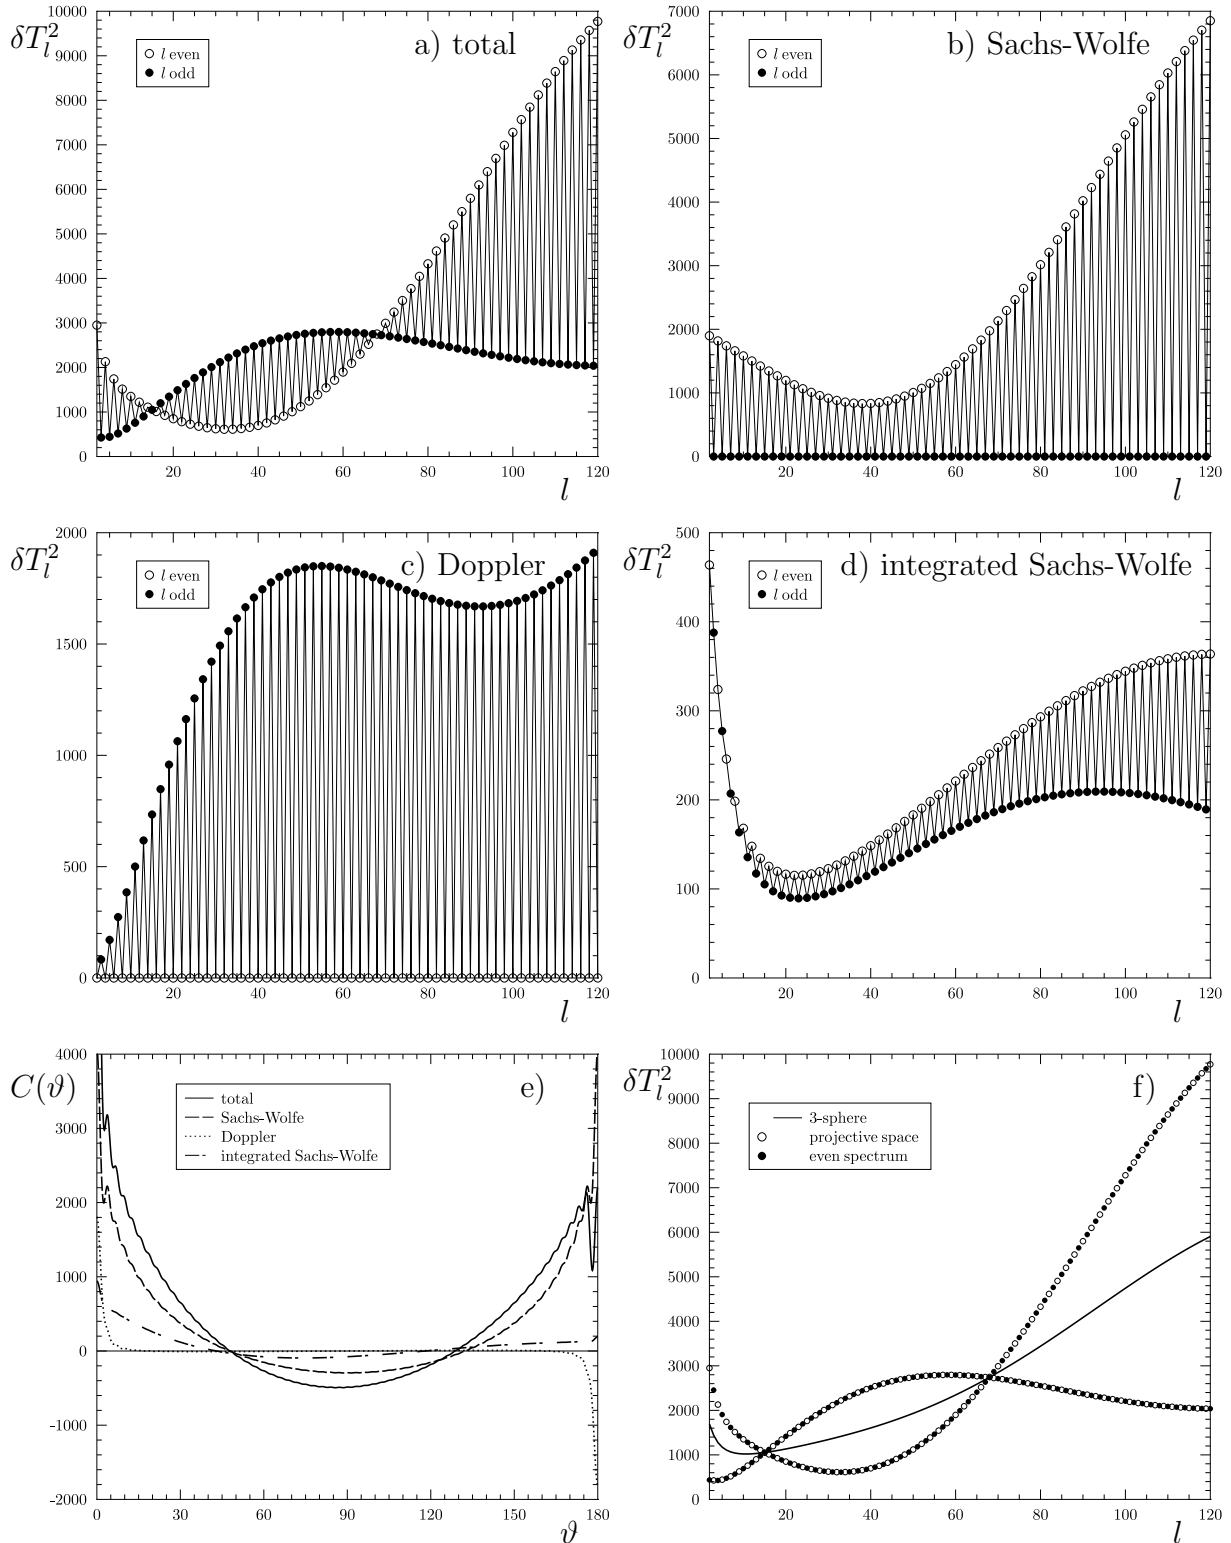 δT_l^2
a) total
l even
l odd
10000
9000
8000
7000
6000
5000
4000
3000
2000
1000
0
20 40 60 80 100 120
l
δT_l^2
b) Sachs-Wolfe
l even
l odd
7000
6000
5000
4000
3000
2000
1000
0
20 40 60 80 100 120
l
δT_l^2
c) Doppler
l even
l odd
2000
1500
1000
500
0
20 40 60 80 100 120
l
δT_l^2
d) integrated Sachs-Wolfe
l even
l odd
500
400
300
200
100
0
20 40 60 80 100 120
l
C(ϑ)
e)
total
Sachs-Wolfe
Doppler
integrated Sachs-Wolfe
4000
3000
2000
1000
0
-1000
-2000
0 30 60 90 120 150 180
ϑ
δT_l^2
f)
3-sphere
projective space
even spectrum
10000
9000
8000
7000
6000
5000
4000
3000
2000
1000
0
20 40 60 80 100 120
l